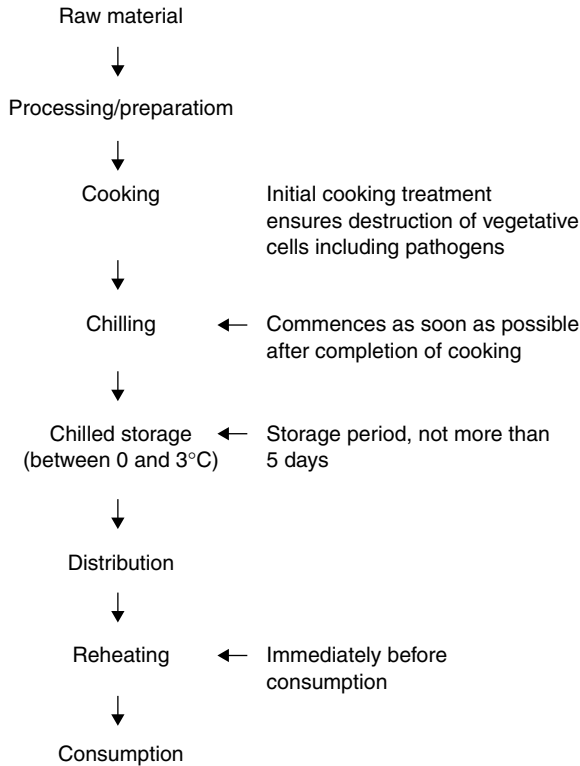 Raw material
Processing/preparatiom
Cooking
Initial cooking treatment
ensures destruction of vegetative
cells including pathogens
Chilling
Commences as soon as possible
after completion of cooking
Chilled storage
(between 0 and 3°C)
Storage period, not more than
5 days
Distribution
Reheating
Immediately before
consumption
Consumption